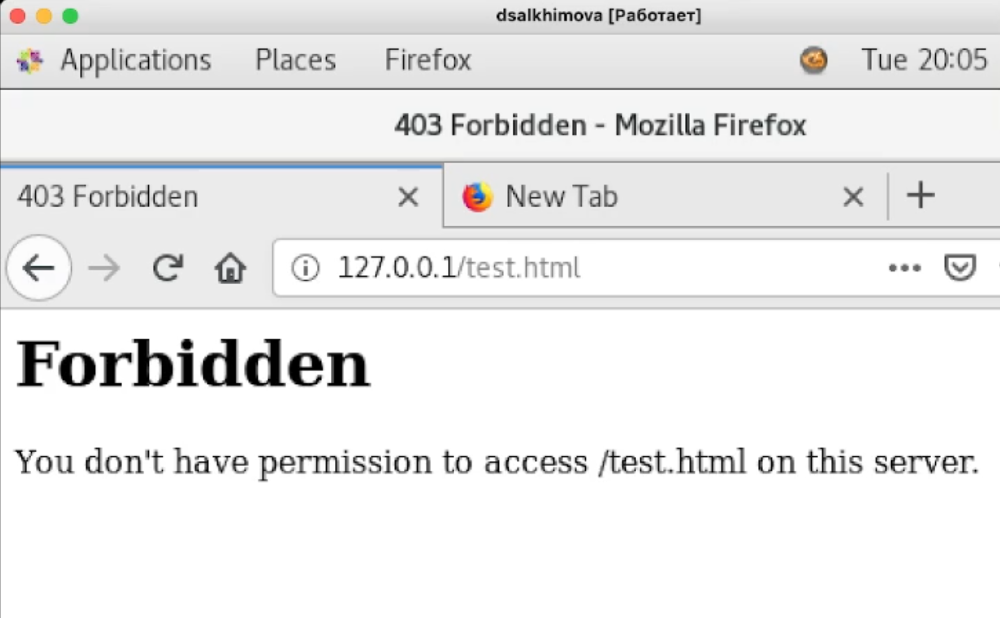 dsalkhimova [Работает]
Applications Places Firefox Tue 20:05
403 Forbidden - Mozilla Firefox
403 Forbidden New Tab
127.0.0.1/test.html
Forbidden
You don't have permission to access /test.html on this server.